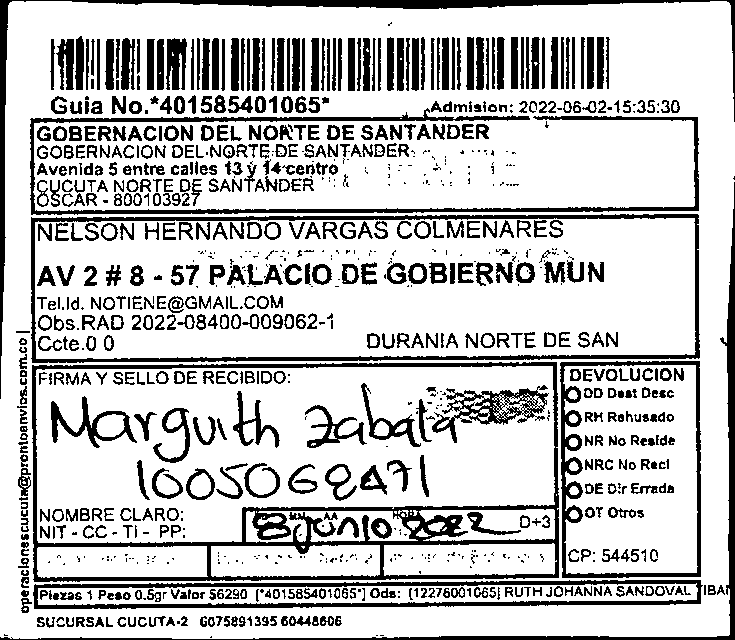 Guia No.*401585401065*
Admision: 2022-06-02-15:35:30
GOBERNACION DEL NORTE DE SANTANDER
GOBERNACION DEL NORTE DE SANTANDER
Avenida 5 entre calles 13 y 14 centro
CUCUTA NORTE DE SANTANDER
OSCAR - 800103927
NELSON HERNANDO VARGAS COLMENARES
AV 2 # 8 - 57 PALACIO DE GOBIERNO MUN
Tel.Id. NOTIENE@GMAIL.COM
Obs.RAD 2022-08400-009062-1
Ccte.0 0
DURANIA NORTE DE SAN
operacionescucuta@prontoenvios.com.co
FIRMA Y SELLO DE RECIBIDO:
Marguith Zabala
1005068471
NOMBRE CLARO:
NIT - CC - TI - PP:
8 junio 2022
D+3
DEVOLUCION
DD Dest Desc
RH Rehusado
NR No Reside
NRC No Recl
DE Dir Errada
OT Otros
CP: 544510
Piezas 1 Peso 0.5gr Valor $6290 [*401585401065*] Ods: [12276001065] RUTH JOHANNA SANDOVAL TIBA
SUCURSAL CUCUTA-2 6075891395 60448606